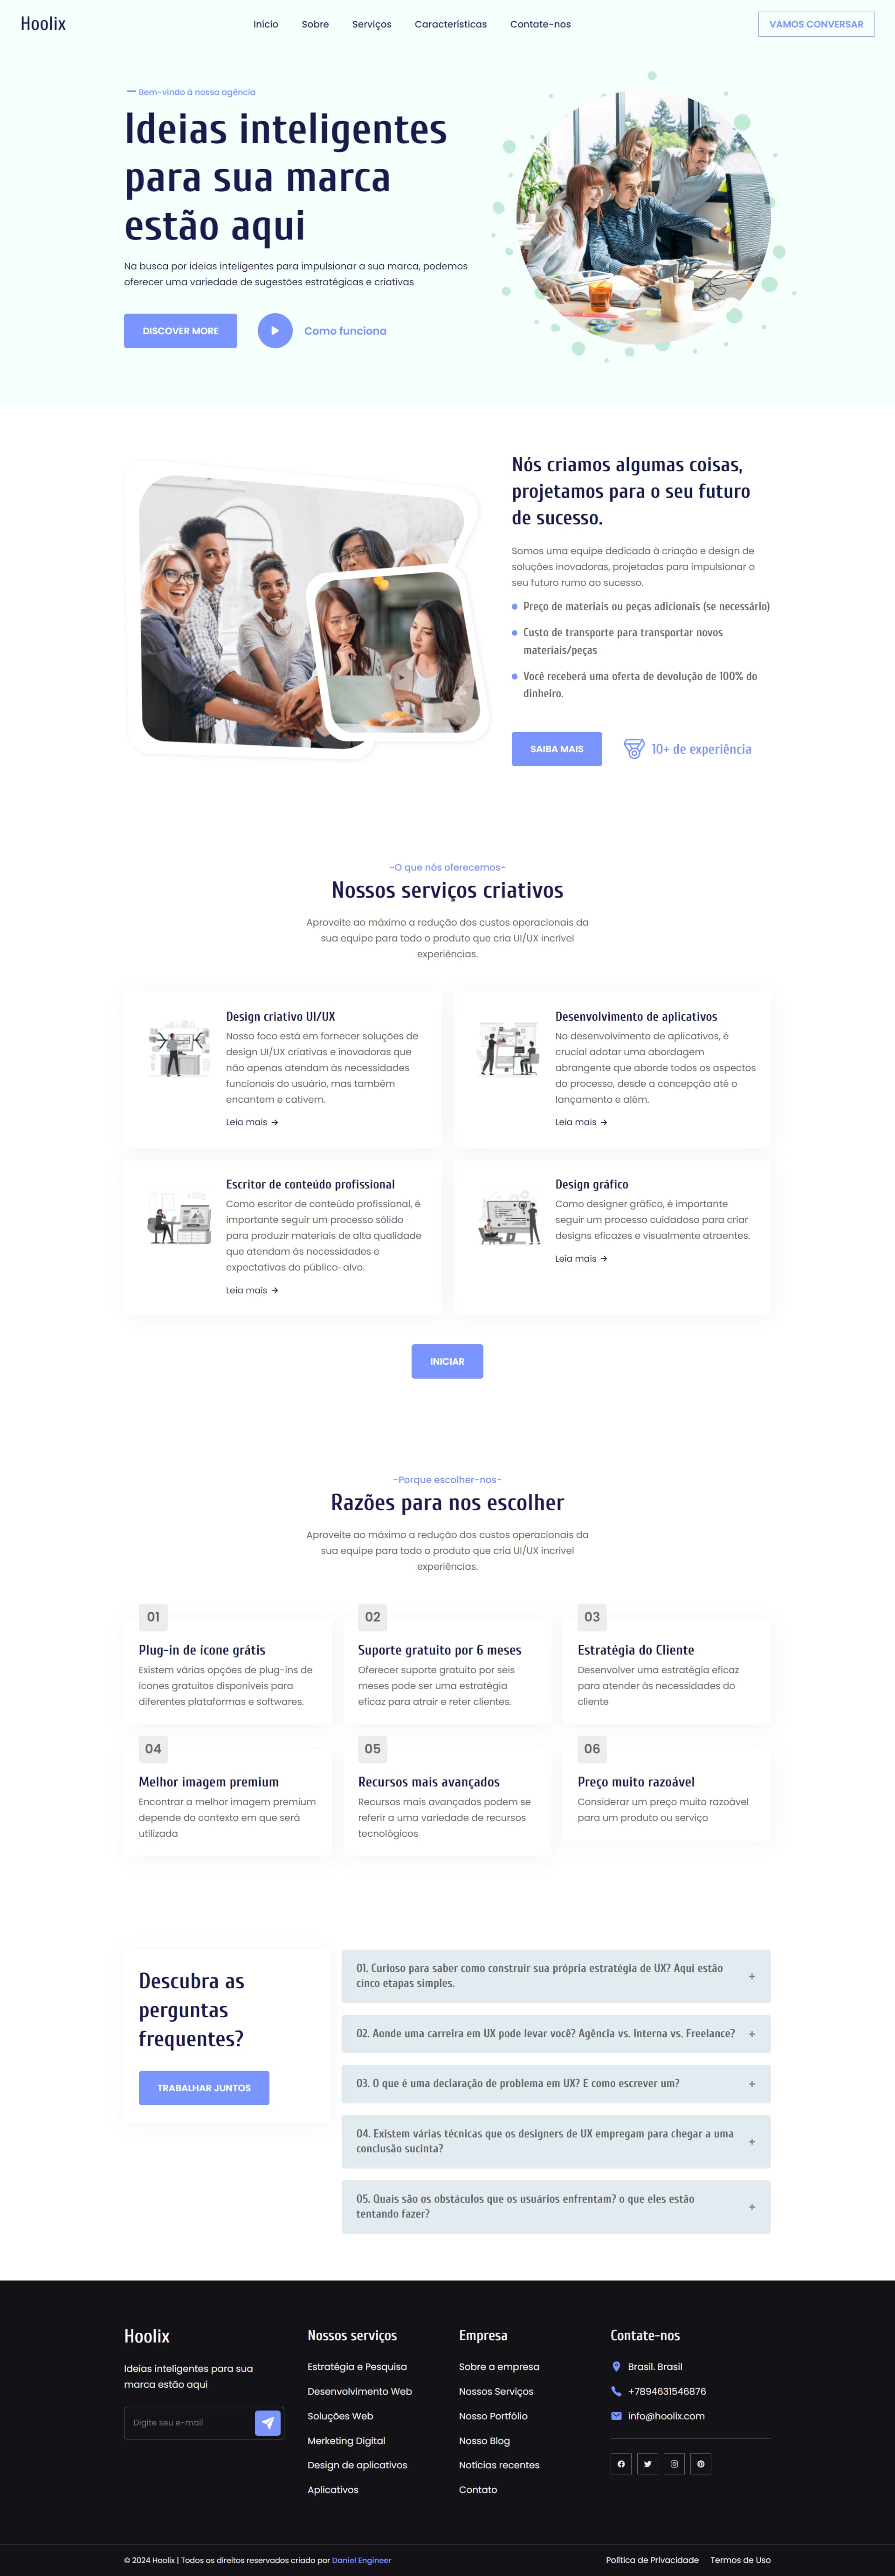 Hoolix
Início
Sobre
Serviços
Caracteristicas
Contate-nos
VAMOS CONVERSAR
Bem-vindo à nossa agência
Ideias inteligentes
para sua marca
estão aqui
Na busca por ideias inteligentes para impulsionar a sua marca, podemos
oferecer uma variedade de sugestões estratégicas e criativas
DISCOVER MORE
Como funciona
Nós criamos algumas coisas,
projetamos para o seu futuro
de sucesso.
Somos uma equipe dedicada à criação e design de
soluções inovadoras, projetadas para impulsionar o
seu futuro rumo ao sucesso.
Preço de materiais ou peças adicionais (se necessário)
Custo de transporte para transportar novos
materiais/peças
Você receberá uma oferta de devolução de 100% do
dinheiro.
SAIBA MAIS
10+ de experiência
-O que nós oferecemos-
Nossos serviços criativos
Aproveite ao máximo a redução dos custos operacionais da
sua equipe para todo o produto que cria UI/UX incrível
experiências.
Design criativo UI/UX
Nosso foco está em fornecer soluções de
design UI/UX criativas e inovadoras que
não apenas atendam às necessidades
funcionais do usuário, mas também
encantem e cativem.
Leia mais →
Desenvolvimento de aplicativos
No desenvolvimento de aplicativos, é
crucial adotar uma abordagem
abrangente que aborde todos os aspectos
do processo, desde a concepção até o
lançamento e além.
Leia mais →
Escritor de conteúdo profissional
Como escritor de conteúdo profissional, é
importante seguir um processo sólido
para produzir materiais de alta qualidade
que atendam às necessidades e
expectativas do público-alvo.
Leia mais →
Design gráfico
Como designer gráfico, é importante
seguir um processo cuidadoso para criar
designs eficazes e visualmente atraentes.
Leia mais →
INICIAR
-Porque escolher-nos-
Razões para nos escolher
Aproveite ao máximo a redução dos custos operacionais da
sua equipe para todo o produto que cria UI/UX incrível
experiências.
01
Plug-in de ícone grátis
Existem várias opções de plug-ins de
ícones gratuitos disponíveis para
diferentes plataformas e softwares.
02
Suporte gratuito por 6 meses
Oferecer suporte gratuito por seis
meses pode ser uma estratégia
eficaz para atrair e reter clientes.
03
Estratégia do Cliente
Desenvolver uma estratégia eficaz
para atender às necessidades do
cliente
04
Melhor imagem premium
Encontrar a melhor imagem premium
depende do contexto em que será
utilizada
05
Recursos mais avançados
Recursos mais avançados podem se
referir a uma variedade de recursos
tecnológicos
06
Preço muito razoável
Considerar um preço muito razoável
para um produto ou serviço
Descubra as
perguntas
frequentes?
TRABALHAR JUNTOS
01. Curioso para saber como construir sua própria estratégia de UX? Aqui estão
cinco etapas simples.
+
02. Aonde uma carreira em UX pode levar você? Agência vs. Interna vs. Freelance?
+
03. O que é uma declaração de problema em UX? E como escrever um?
+
04. Existem várias técnicas que os designers de UX empregam para chegar a uma
conclusão sucinta?
+
05. Quais são os obstáculos que os usuários enfrentam? o que eles estão
tentando fazer?
+
Hoolix
Ideias inteligentes para sua
marca estão aqui
Digite seu e-mail
Nossos serviços
Estratégia e Pesquisa
Desenvolvimento Web
Soluções Web
Merketing Digital
Design de aplicativos
Aplicativos
Empresa
Sobre a empresa
Nossos Serviços
Nosso Portfólio
Nosso Blog
Notícias recentes
Contato
Contate-nos
Brasil. Brasil
+7894631546876
info@hoolix.com
© 2024 Hoolix | Todos os direitos reservados criado por Daniel Engineer
Política de Privacidade
Termos de Uso